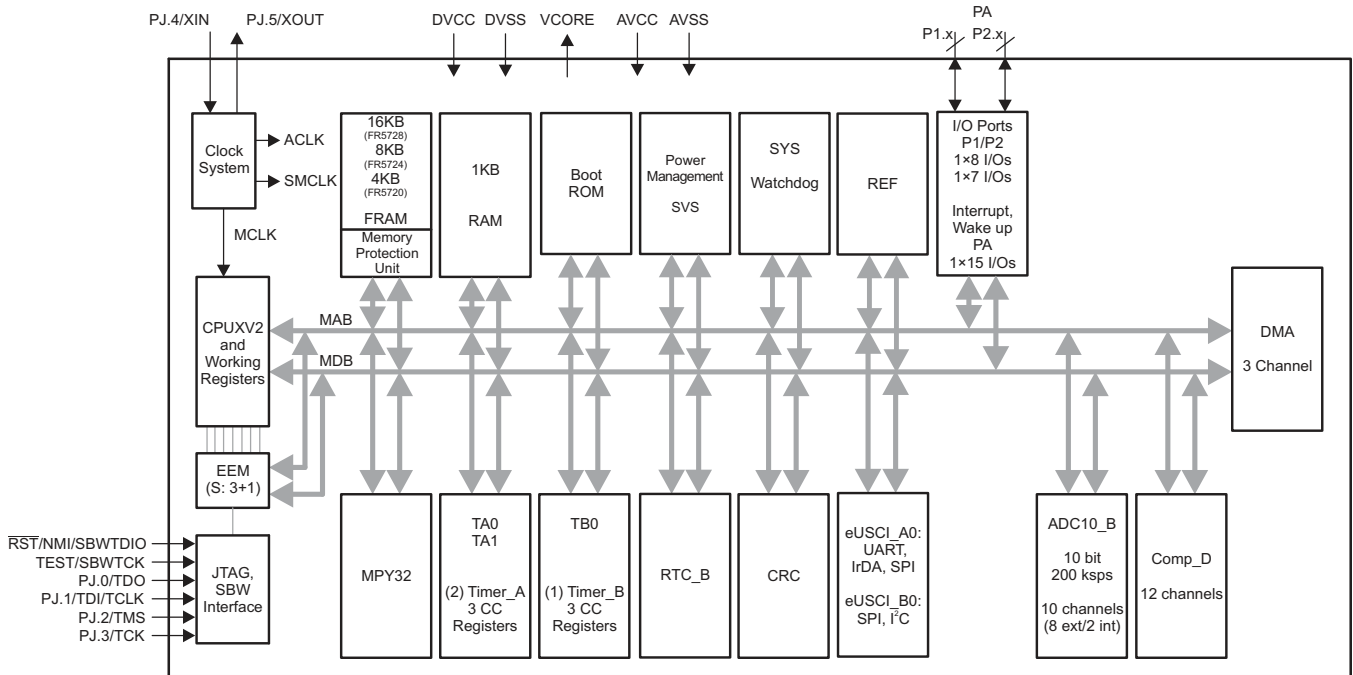 PJ.4/XIN
PJ.5/XOUT
DVCC
DVSS
VCORE
AVCC
AVSS
PA
P1.x
P2.x
Clock
System
ACLK
SMCLK
MCLK
16KB
(FR5728)
8KB
(FR5724)
4KB
(FR5720)
FRAM
Memory
Protection
Unit
1KB
RAM
Boot
ROM
Power
Management
SVS
SYS
Watchdog
REF
I/O Ports
P1/P2
1×8 I/Os
1×7 I/Os
Interrupt,
Wake up
PA
1×15 I/Os
CPUXV2
and
Working
Registers
MAB
MDB
DMA
3 Channel
EEM
(S: 3+1)
RST/NMI/SBWTDIO
TEST/SBWTCK
PJ.0/TDO
PJ.1/TDI/TCLK
PJ.2/TMS
PJ.3/TCK
JTAG,
SBW
Interface
MPY32
TA0
TA1
(2) Timer_A
3 CC
Registers
TB0
(1) Timer_B
3 CC
Registers
RTC_B
CRC
eUSCI_A0:
UART,
IrDA, SPI
eUSCI_B0:
SPI, I²C
ADC10_B
10 bit
200 ksps
10 channels
(8 ext/2 int)
Comp_D
12 channels